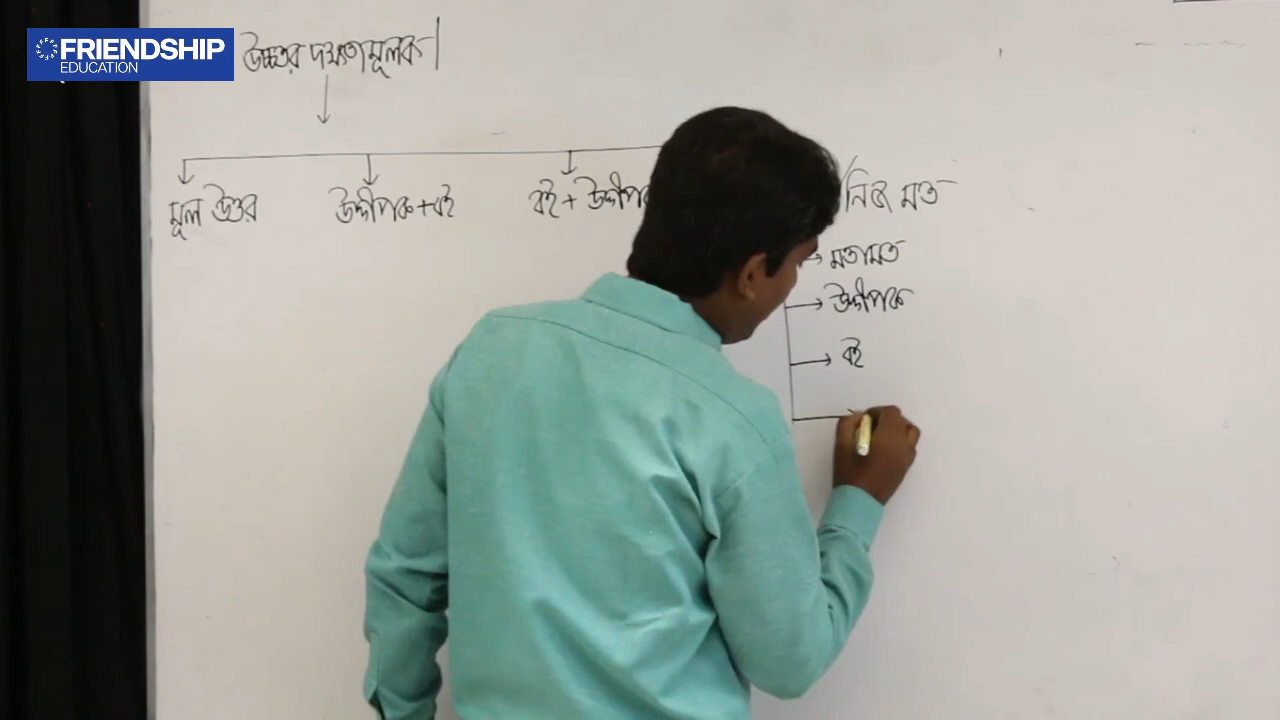 FRIENDSHIP
EDUCATION
উচ্চতর দক্ষতামূলক।
মূল উত্তর উদ্দীপক+বই বই + উদ্দীপক নিজ মত
মতামত
উদ্দীপক
বই